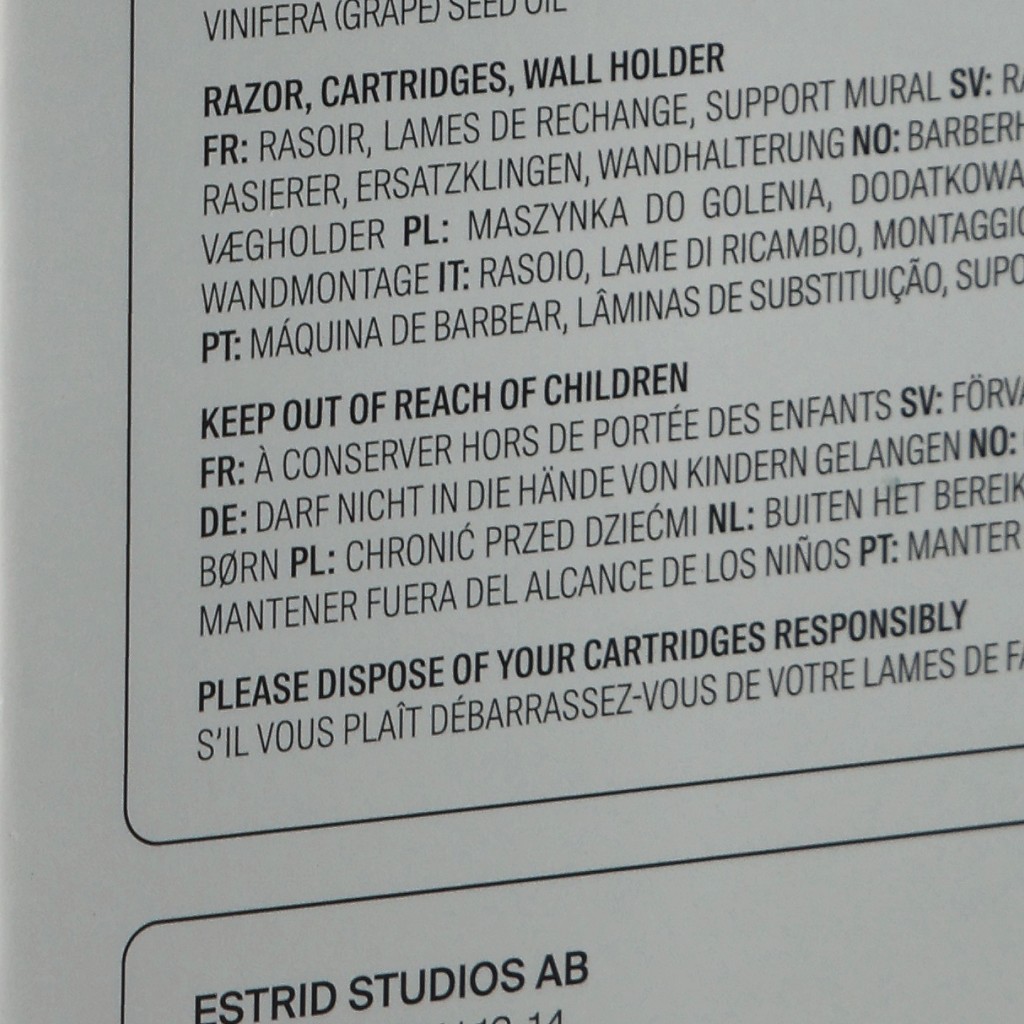 VINIFERA (GRAPE) SEED OIL
RAZOR, CARTRIDGES, WALL HOLDER
FR: RASOIR, LAMES DE RECHANGE, SUPPORT MURAL SV:
RASIERER, ERSATZKLINGEN, WANDHALTERUNG NO:
VÆGHOLDER PL: MASZYNKA DO GOLENIA, DODATKOWA
WANDMONTAGE IT: RASOIO, LAME DI RICAMBIO, MONTAGGIO
PT: MÁQUINA DE BARBEAR, LÂMINAS DE SUBSTITUIÇÃO,
KEEP OUT OF REACH OF CHILDREN
FR: À CONSERVER HORS DE PORTÉE DES ENFANTS SV:
DE: DARF NICHT IN DIE HÄNDE VON KINDERN GELANGEN NO:
BØRN PL: CHRONIĆ PRZED DZIEĆMI NL: BUITEN HET BEREIK
MANTENER FUERA DEL ALCANCE DE LOS NIÑOS PT: MANTER
PLEASE DISPOSE OF YOUR CARTRIDGES RESPONSIBLY
S'IL VOUS PLAÎT DÉBARRASSEZ-VOUS DE VOTRE LAMES DE
ESTRID STUDIOS AB